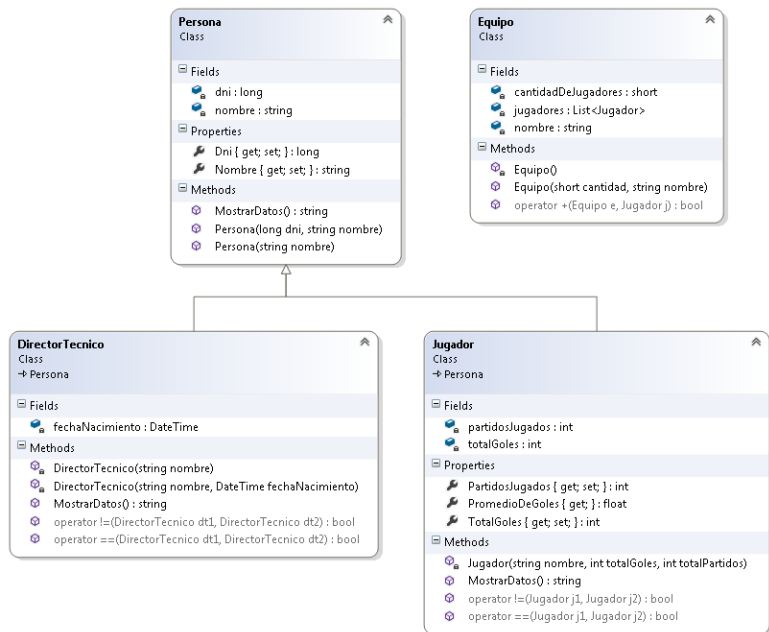 Persona
Class
Fields
dni : long
nombre : string
Properties
Dni { get; set; } : long
Nombre { get; set; } : string
Methods
MostrarDatos() : string
Persona(long dni, string nombre)
Persona(string nombre)
Equipo
Class
Fields
cantidadDeJugadores : short
jugadores : List<Jugador>
nombre : string
Methods
Equipo()
Equipo(short cantidad, string nombre)
operator +(Equipo e, Jugador j) : bool
DirectorTecnico
Class
Persona
Fields
fechaNacimiento : DateTime
Methods
DirectorTecnico(string nombre)
DirectorTecnico(string nombre, DateTime fechaNacimiento)
MostrarDatos() : string
operator !=(DirectorTecnico dt1, DirectorTecnico dt2) : bool
operator ==(DirectorTecnico dt1, DirectorTecnico dt2) : bool
Jugador
Class
Persona
Fields
partidosJugados : int
totalGoles : int
Properties
PartidosJugados { get; set; } : int
PromedioDeGoles { get; } : float
TotalGoles { get; set; } : int
Methods
Jugador(string nombre, int totalGoles, int totalPartidos)
MostrarDatos() : string
operator !=(Jugador j1, Jugador j2) : bool
operator ==(Jugador j1, Jugador j2) : bool